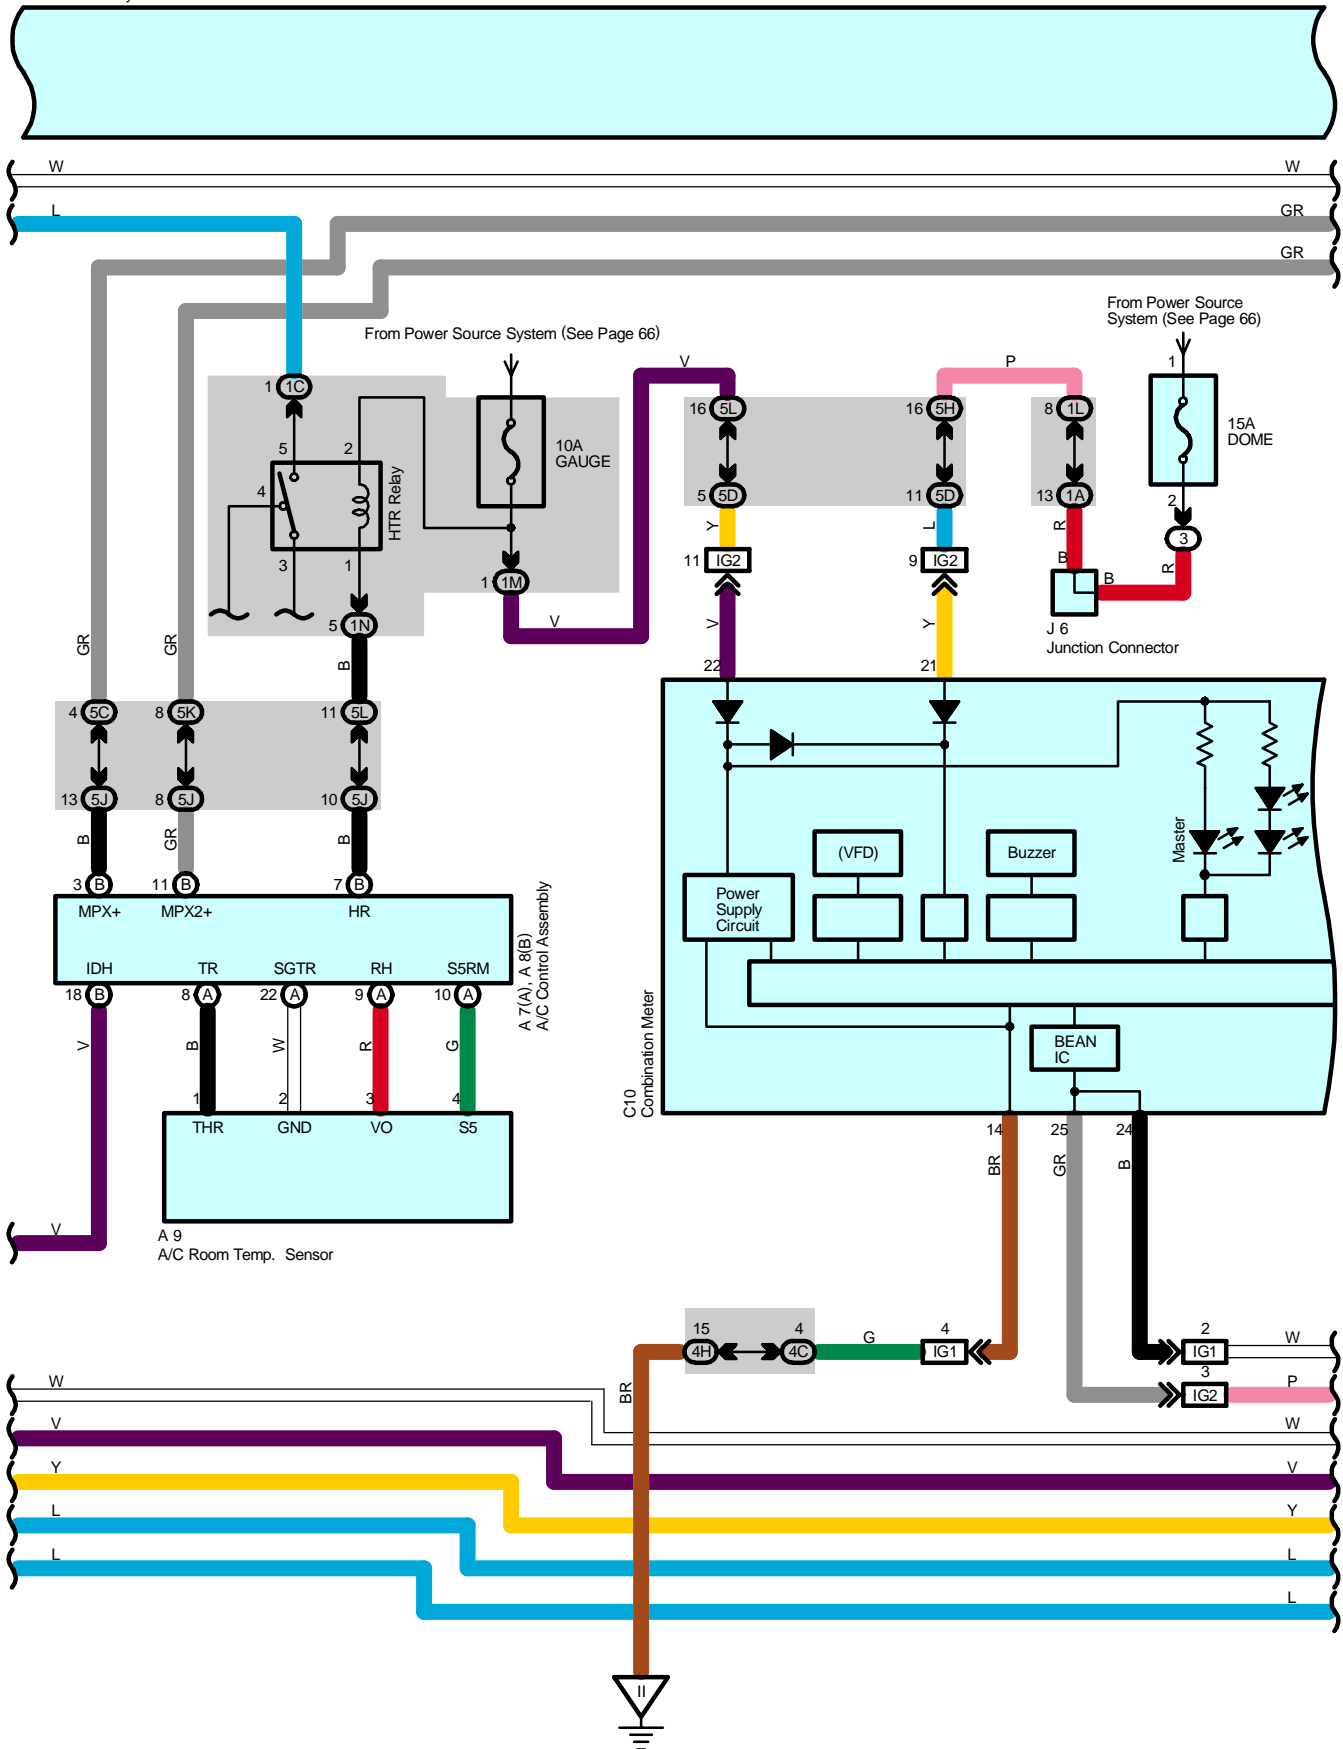 W
W
L
GR
GR
From Power Source System (See Page 66)
From Power Source
System (See Page 66)
V
P
1
1
1C
16
5L
16
5H
8
1L
5
2
10A
GAUGE
15A
DOME
4
HTR Relay
5
5D
11
5D
13
1A
2
Y
L
R
3
3
1
11
IG2
9
IG2
B
R
1
1M
B
5
1N
V
V
Y
J 6
Junction Connector
GR
GR
B
22
21
4
5C
8
5K
11
5L
13
5J
8
5J
10
5J
B
GR
B
Master
(VFD)
Buzzer
3
B
11
B
7
B
Power
Supply
Circuit
MPX+
MPX2+
HR
A 7(A), A 8(B)
A/C Control Assembly
IDH
TR
SGTR
RH
S5RM
18
B
8
A
22
A
9
A
10
A
V
B
W
R
G
BEAN
IC
C10
Combination Meter
1
2
3
4
THR
GND
VO
S5
14
25
24
BR
GR
B
V
A 9
A/C Room Temp. Sensor
15
4
4
2
4H
4C
G
IG1
IG1
W
3
IG2
P
W
BR
W
V
V
Y
Y
L
L
L
L
II